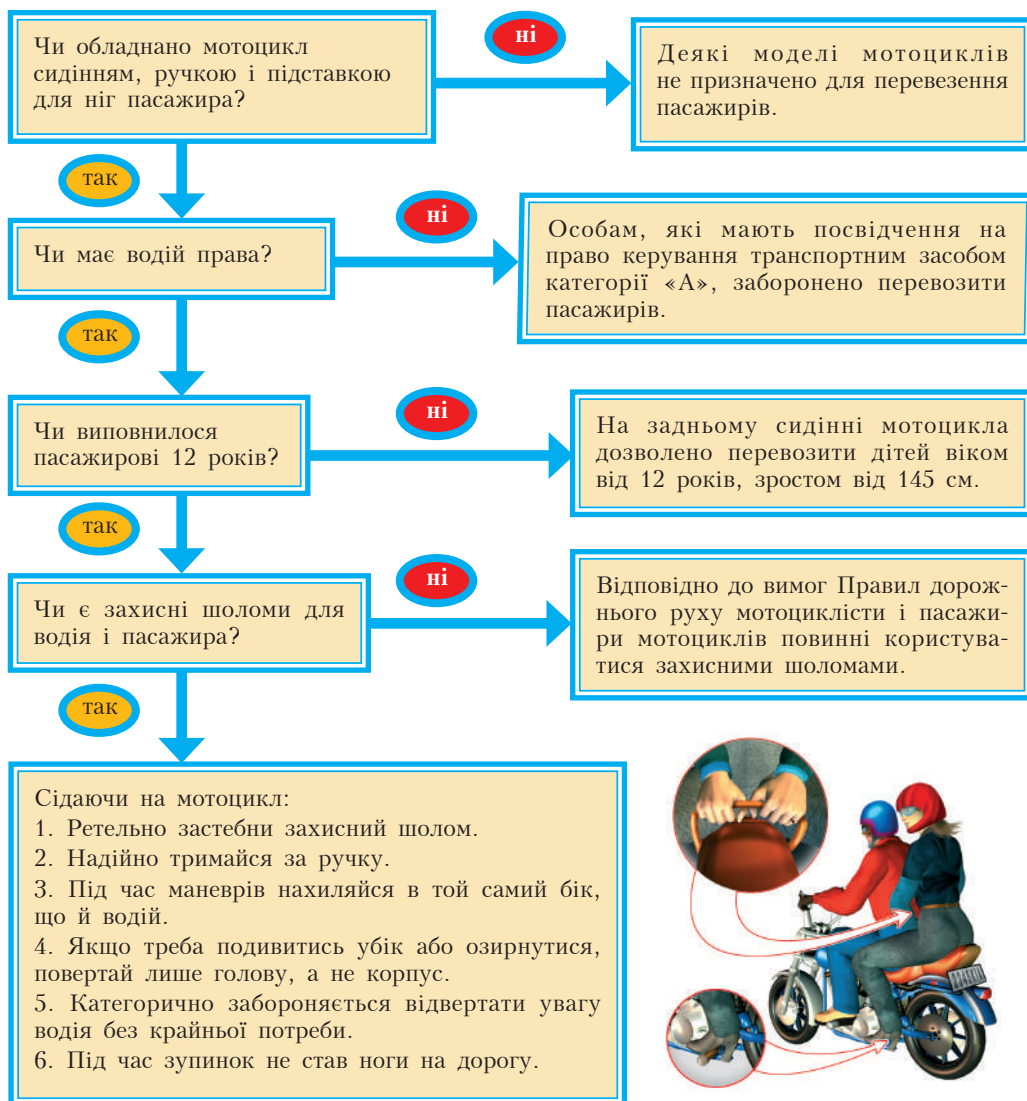 Чи обладнано мотоцикл
сидінням, ручкою і підставкою
для ніг пасажира?
ні
Деякі моделі мотоциклів
не призначено для перевезення
пасажирів.
так
Чи має водій права?
ні
Особам, які мають посвідчення на
право керування транспортним засобом
категорії «А», заборонено перевозити
пасажирів.
так
Чи виповнилося
пасажирові 12 років?
ні
На задньому сидінні мотоцикла
дозволено перевозити дітей віком
від 12 років, зростом від 145 см.
так
Чи є захисні шоломи для
водія і пасажира?
ні
Відповідно до вимог Правил дорож-
нього руху мотоциклісти і пасажи-
ри мотоциклів повинні користува-
тися захисними шоломами.
так
Сідаючи на мотоцикл:
1. Ретельно застебни захисний шолом.
2. Надійно тримайся за ручку.
3. Під час маневрів нахиляйся в той самий бік,
що й водій.
4. Якщо треба подивитись убік або озирнутися,
повертай лише голову, а не корпус.
5. Категорично забороняється відвертати увагу
водія без крайньої потреби.
6. Під час зупинок не став ноги на дорогу.